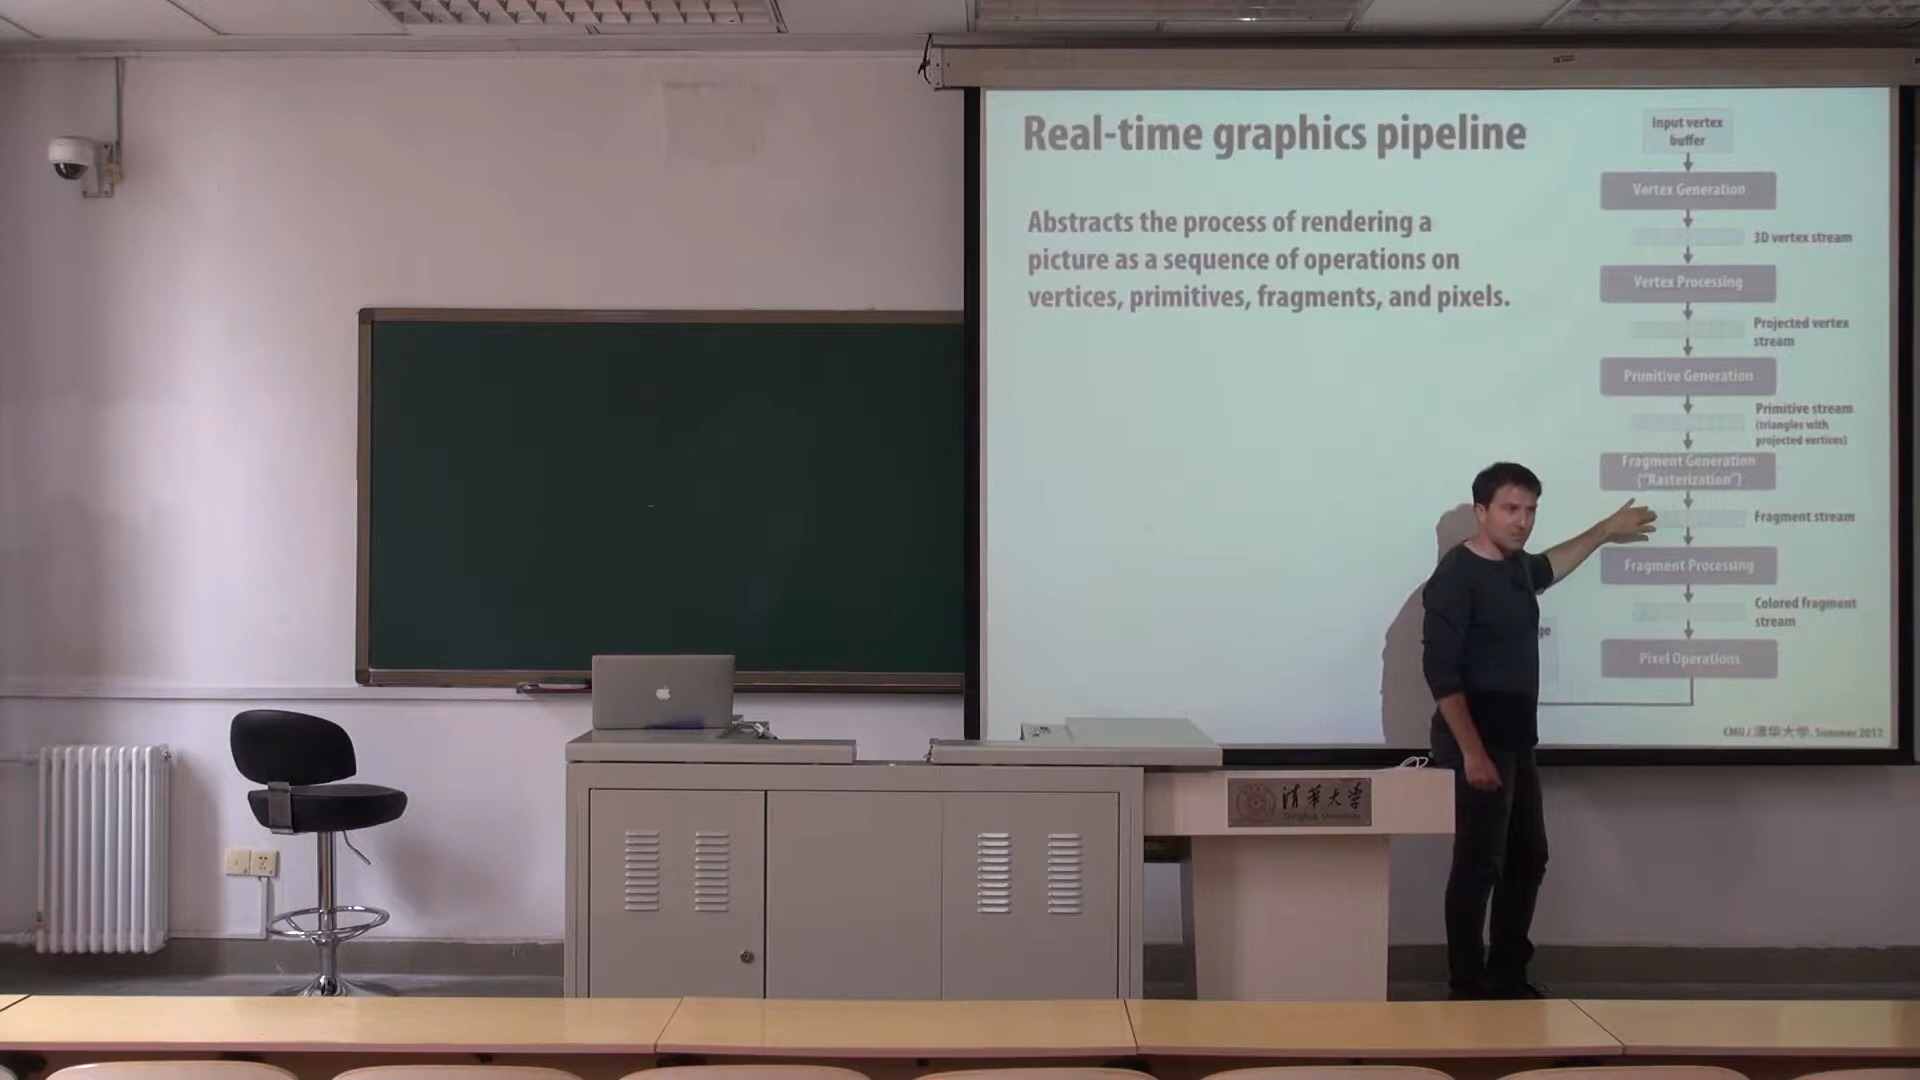 Real-time graphics pipeline
Abstracts the process of rendering a
picture as a sequence of operations on
vertices, primitives, fragments, and pixels.
Input vertex
buffer
Vertex Generation
3D vertex stream
Vertex Processing
Projected vertex
stream
Primitive Generation
Primitive stream
(triangles with
projected vertices)
Fragment Generation
("Rasterization")
Fragment stream
Fragment Processing
Colored fragment
stream
Pixel Operations
CMU / 清华大学, Summer 2017
清华大学
Tsinghua University